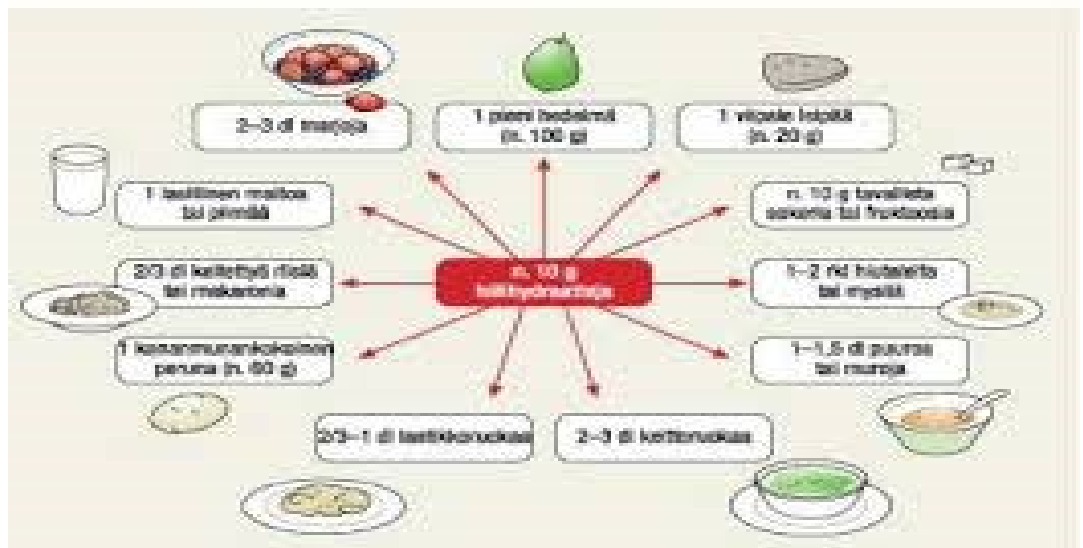 2–3 dl marjoja
1 pieni hedelmä
(n. 100 g)
1 viipale leipää
(n. 20 g)
1 lasillinen maitoa
tai piimää
n. 10 g tavallista
sokeria tai fruktoosia
2/3 dl keitettyä riisiä
tai makaronia
n. 10 g
hiilihydraatteja
1–2 rkl hiutaleita
tai mysliä
1 kananmunankokoinen
peruna (n. 60 g)
1–1,5 dl puuroa
tai muroja
2/3–1 dl laatikkoruokaa
2–3 dl keittoruokaa